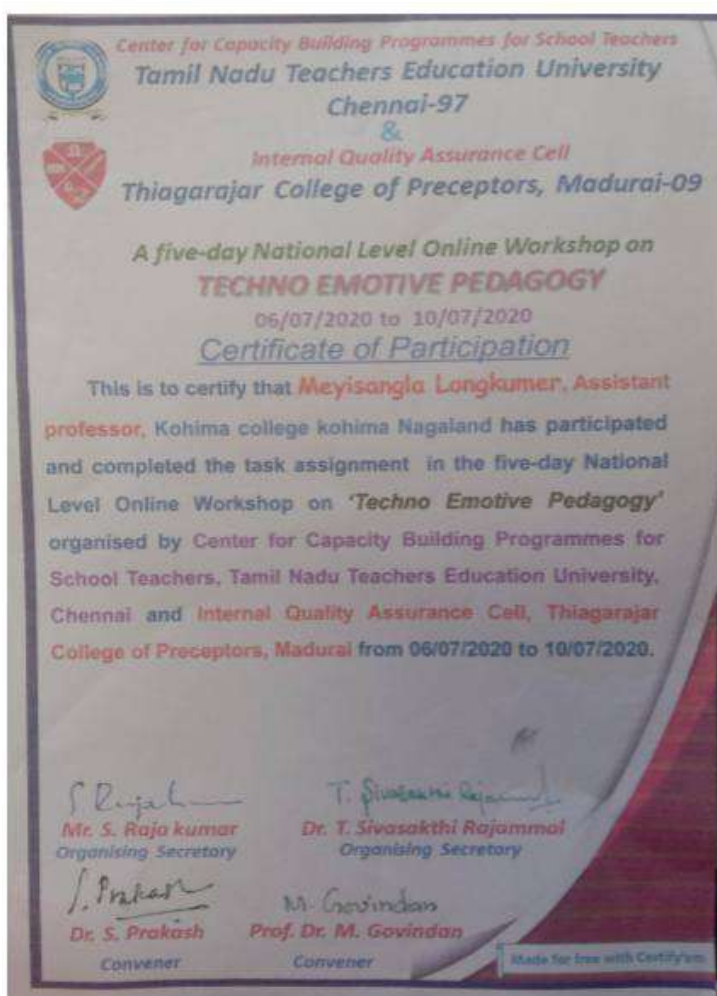 Center for Capacity Building Programmes for School Teachers
Tamil Nadu Teachers Education University
Chennai-97
&
Internal Quality Assurance Cell
Thiagarajar College of Preceptors, Madurai-09
A five-day National Level Online Workshop on
TECHNO EMOTIVE PEDAGOGY
06/07/2020 to 10/07/2020
Certificate of Participation
This is to certify that Meyisangla Longkumer, Assistant
professor, Kohima college kohima Nagaland has participated
and completed the task assignment in the five-day National
Level Online Workshop on 'Techno Emotive Pedagogy'
organised by Center for Capacity Building Programmes for
School Teachers, Tamil Nadu Teachers Education University,
Chennai and Internal Quality Assurance Cell, Thiagarajar
College of Preceptors, Madurai from 06/07/2020 to 10/07/2020.
T. Sivasakthi Rajammal
Mr. S. Raja kumar Dr. T. Sivasakthi Rajammal
Organising Secretary Organising Secretary
S. Prakash M. Govindan
Dr. S. Prakash Prof. Dr. M. Govindan
Convener Convener
Made for free with Certify'em